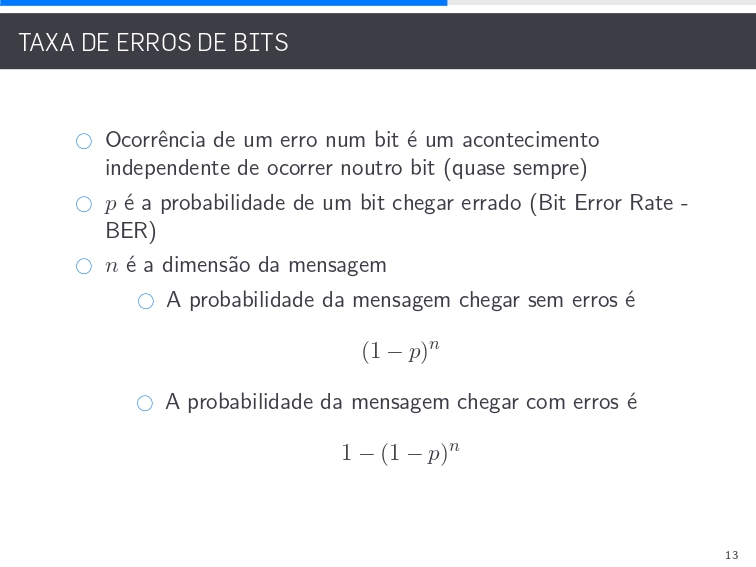 TAXA DE ERROS DE BITS
Ocorrência de um erro num bit é um acontecimento
independente de ocorrer noutro bit (quase sempre)
p é a probabilidade de um bit chegar errado (Bit Error Rate -
BER)
n é a dimensão da mensagem
A probabilidade da mensagem chegar sem erros é
(1 − p)ⁿ
A probabilidade da mensagem chegar com erros é
1 − (1 − p)ⁿ
13